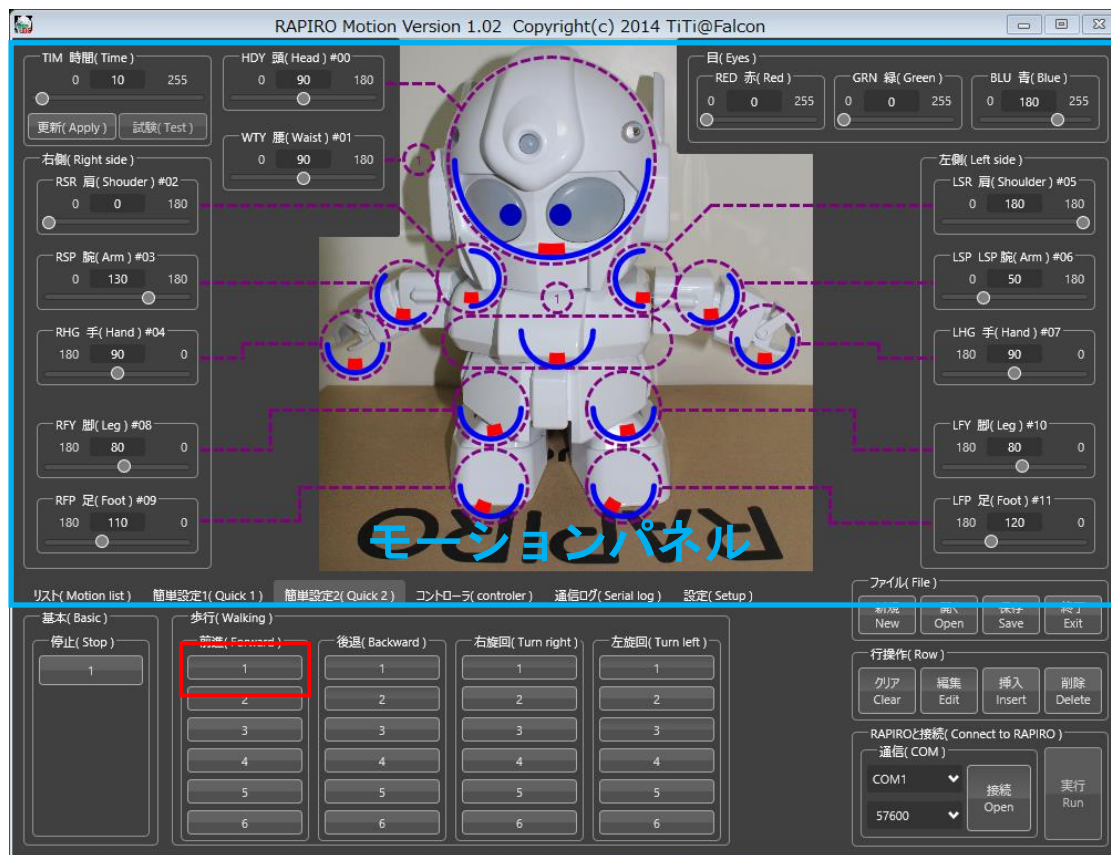 RAPIRO Motion Version 1.02 Copyright(c) 2014 TiTi@Falcon
TIM 時間( Time )
0 10 255
更新( Apply ) 試験( Test )
HDY 頭( Head ) #00
0 90 180
WTY 腰( Waist ) #01
0 90 180
目( Eyes )
RED 赤( Red )
0 0 255
GRN 緑( Green )
0 0 255
BLU 青( Blue )
0 180 255
右側( Right side )
RSR 肩( Shouder ) #02
0 0 180
RSP 腕( Arm ) #03
0 130 180
RHG 手( Hand ) #04
180 90 0
RFY 脚( Leg ) #08
180 80 0
RFP 足( Foot ) #09
180 110 0
1
1
左側( Left side )
LSR 肩( Shoulder ) #05
0 180 180
LSP LSP 腕( Arm ) #06
0 50 180
LHG 手( Hand ) #07
180 90 0
LFY 脚( Leg ) #10
180 80 0
LFP 足( Foot ) #11
180 120 0
RAPIRO
モーションパネル
リスト( Motion list ) 簡単設定1( Quick 1 ) 簡単設定2( Quick 2 ) コントローラ( controler ) 通信ログ( Serial log ) 設定( Setup )
基本( Basic )
停止( Stop )
1
歩行( Walking )
前進( Forward ) 後退( Backward ) 右旋回( Turn right ) 左旋回( Turn left )
1 1 1 1
2 2 2 2
3 3 3 3
4 4 4 4
5 5 5 5
6 6 6 6
ファイル( File )
新規 開く 保存 終了
New Open Save Exit
行操作( Row )
クリア 編集 挿入 削除
Clear Edit Insert Delete
RAPIROと接続( Connect to RAPIRO )
通信( COM )
COM1
57600
接続
Open
実行
Run